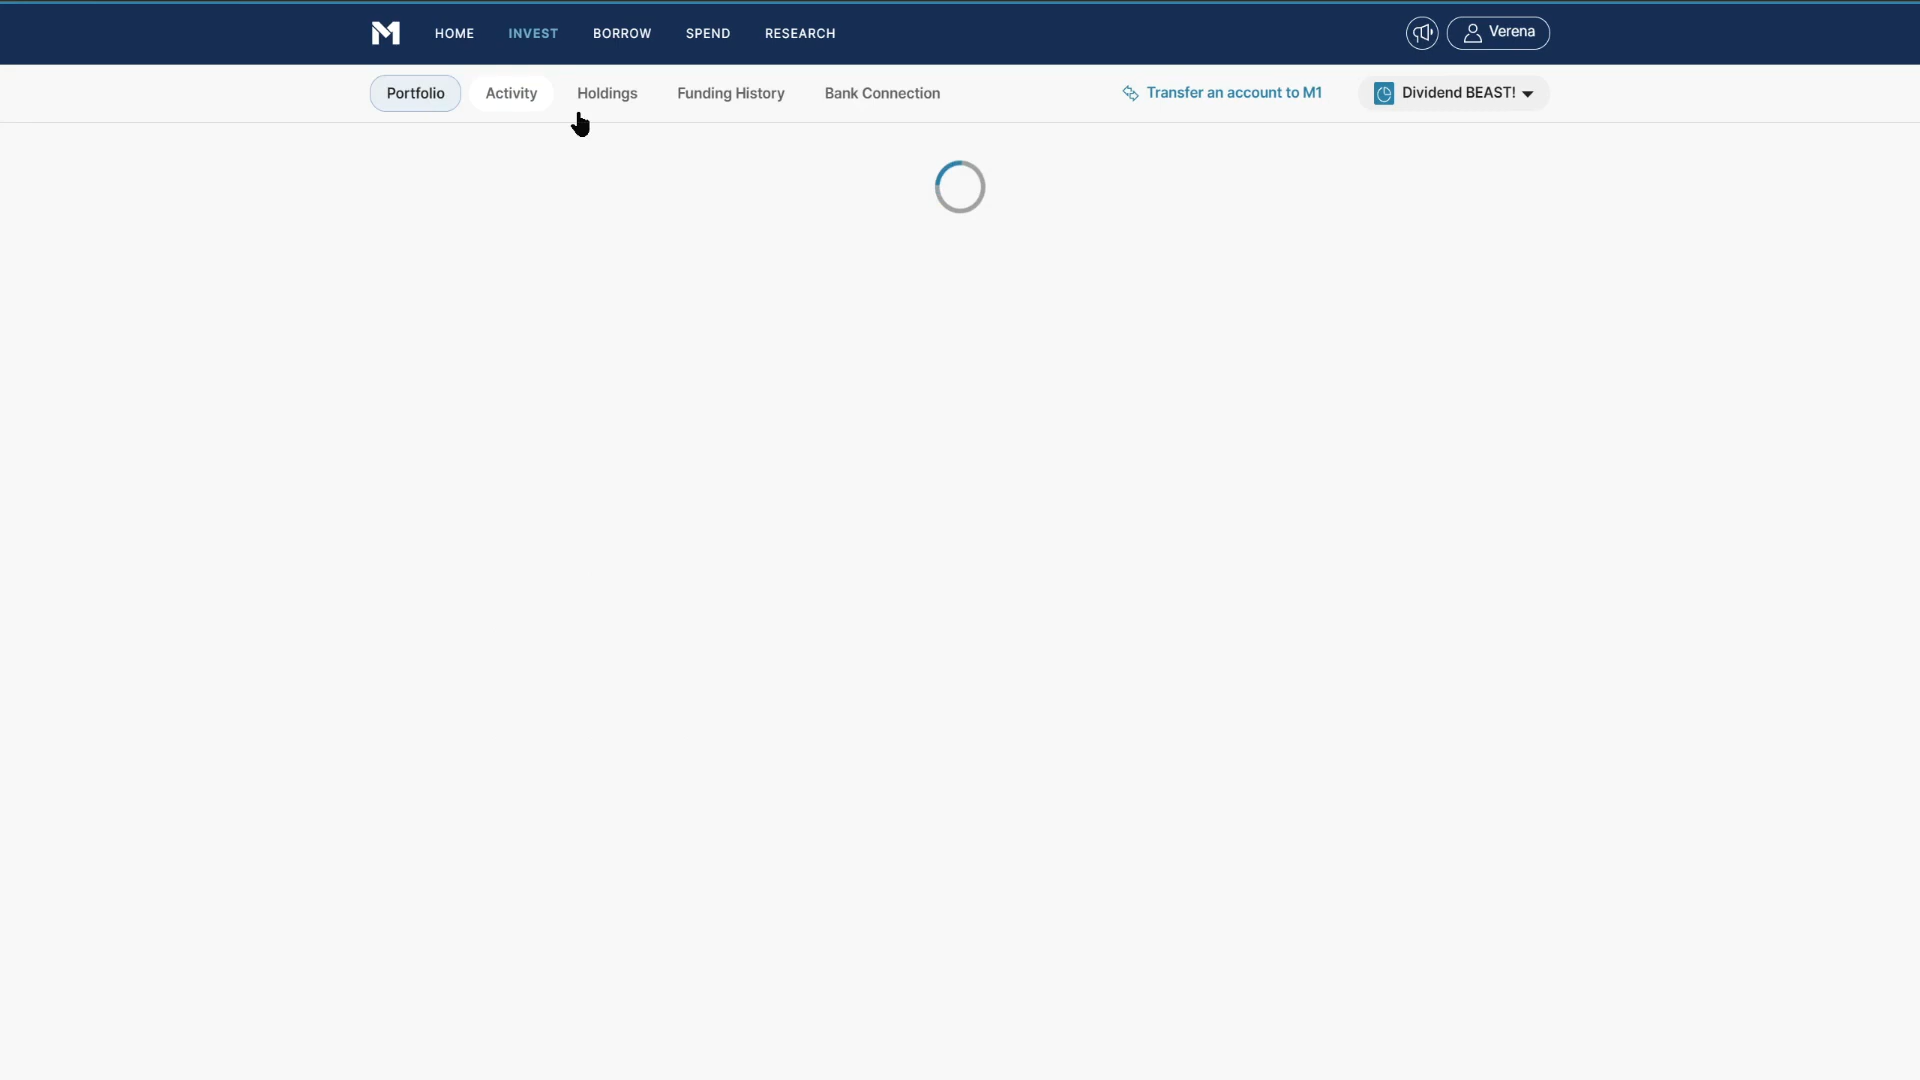 M HOME INVEST BORROW SPEND RESEARCH Verena
Portfolio Activity Holdings Funding History Bank Connection Transfer an account to M1 Dividend BEAST!